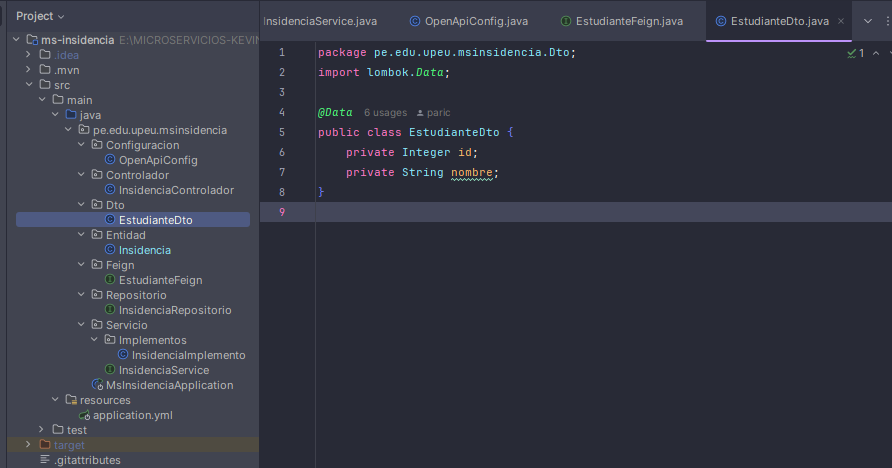 Project
ms-insidencia E:\MICROSERVICIOS-KEVIN
.idea
.mvn
src
main
java
pe.edu.upeu.msinsidencia
Configuracion
OpenApiConfig
Controlador
InsidenciaControlador
Dto
EstudianteDto
Entidad
Insidencia
Feign
EstudianteFeign
Repositorio
InsidenciaRepositorio
Servicio
Implementos
InsidenciaImplemento
InsidenciaService
MsInsidenciaApplication
resources
application.yml
test
target
.gitattributes
InsidenciaService.java OpenApiConfig.java EstudianteFeign.java EstudianteDto.java
1 package pe.edu.upeu.msinsidencia.Dto; 1
2 import lombok.Data;
3
4 @Data 6 usages paric
5 public class EstudianteDto {
6 private Integer id;
7 private String nombre;
8 }
9